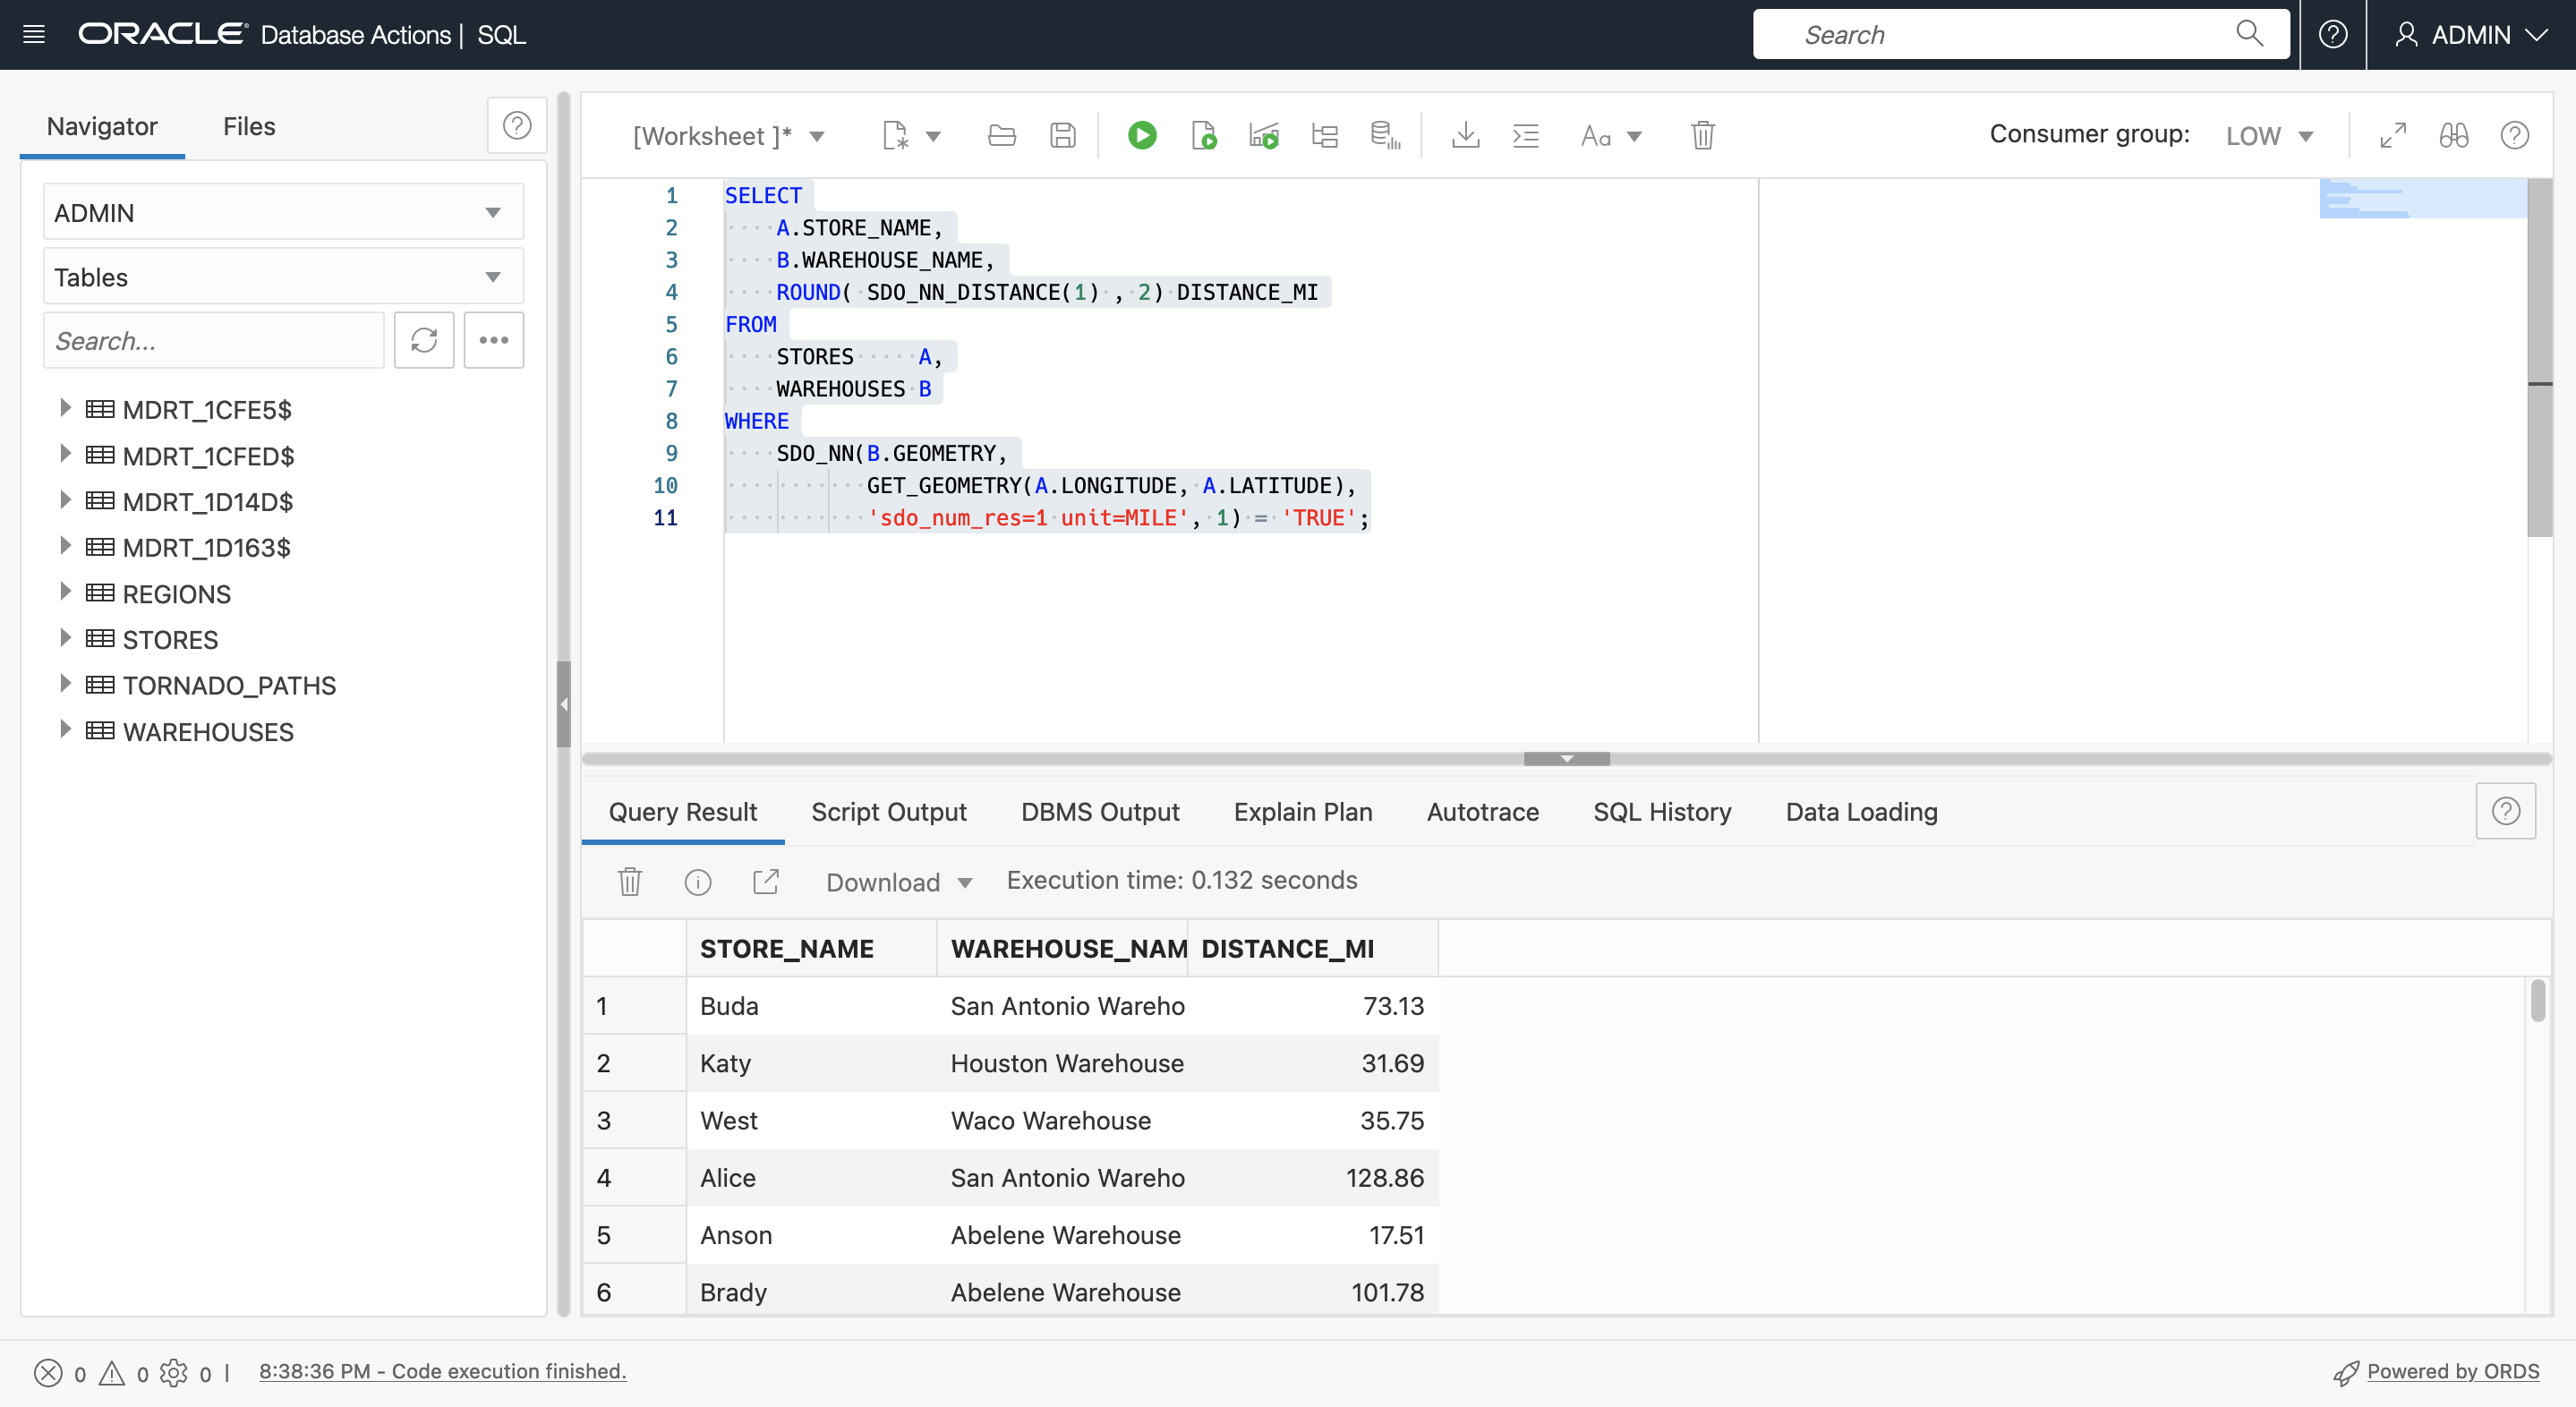 ORACLE Database Actions | SQL
Search
ADMIN
Navigator
Files
ADMIN
Tables
Search...
MDRT_1CFE5$
MDRT_1CFED$
MDRT_1D14D$
MDRT_1D163$
REGIONS
STORES
TORNADO_PATHS
WAREHOUSES
[Worksheet ]*
Aa
Consumer group: LOW
1 SELECT
2 A.STORE_NAME,
3 B.WAREHOUSE_NAME,
4 ROUND( SDO_NN_DISTANCE(1) , 2) DISTANCE_MI
5 FROM
6 STORES A,
7 WAREHOUSES B
8 WHERE
9 SDO_NN(B.GEOMETRY,
10 GET_GEOMETRY(A.LONGITUDE, A.LATITUDE),
11 'sdo_num_res=1 unit=MILE', 1) = 'TRUE';
Query Result Script Output DBMS Output Explain Plan Autotrace SQL History Data Loading
Download Execution time: 0.132 seconds
STORE_NAME WAREHOUSE_NAM DISTANCE_MI
1 Buda San Antonio Wareho 73.13
2 Katy Houston Warehouse 31.69
3 West Waco Warehouse 35.75
4 Alice San Antonio Wareho 128.86
5 Anson Abelene Warehouse 17.51
6 Brady Abelene Warehouse 101.78
0 0 0 | 8:38:36 PM - Code execution finished.
Powered by ORDS